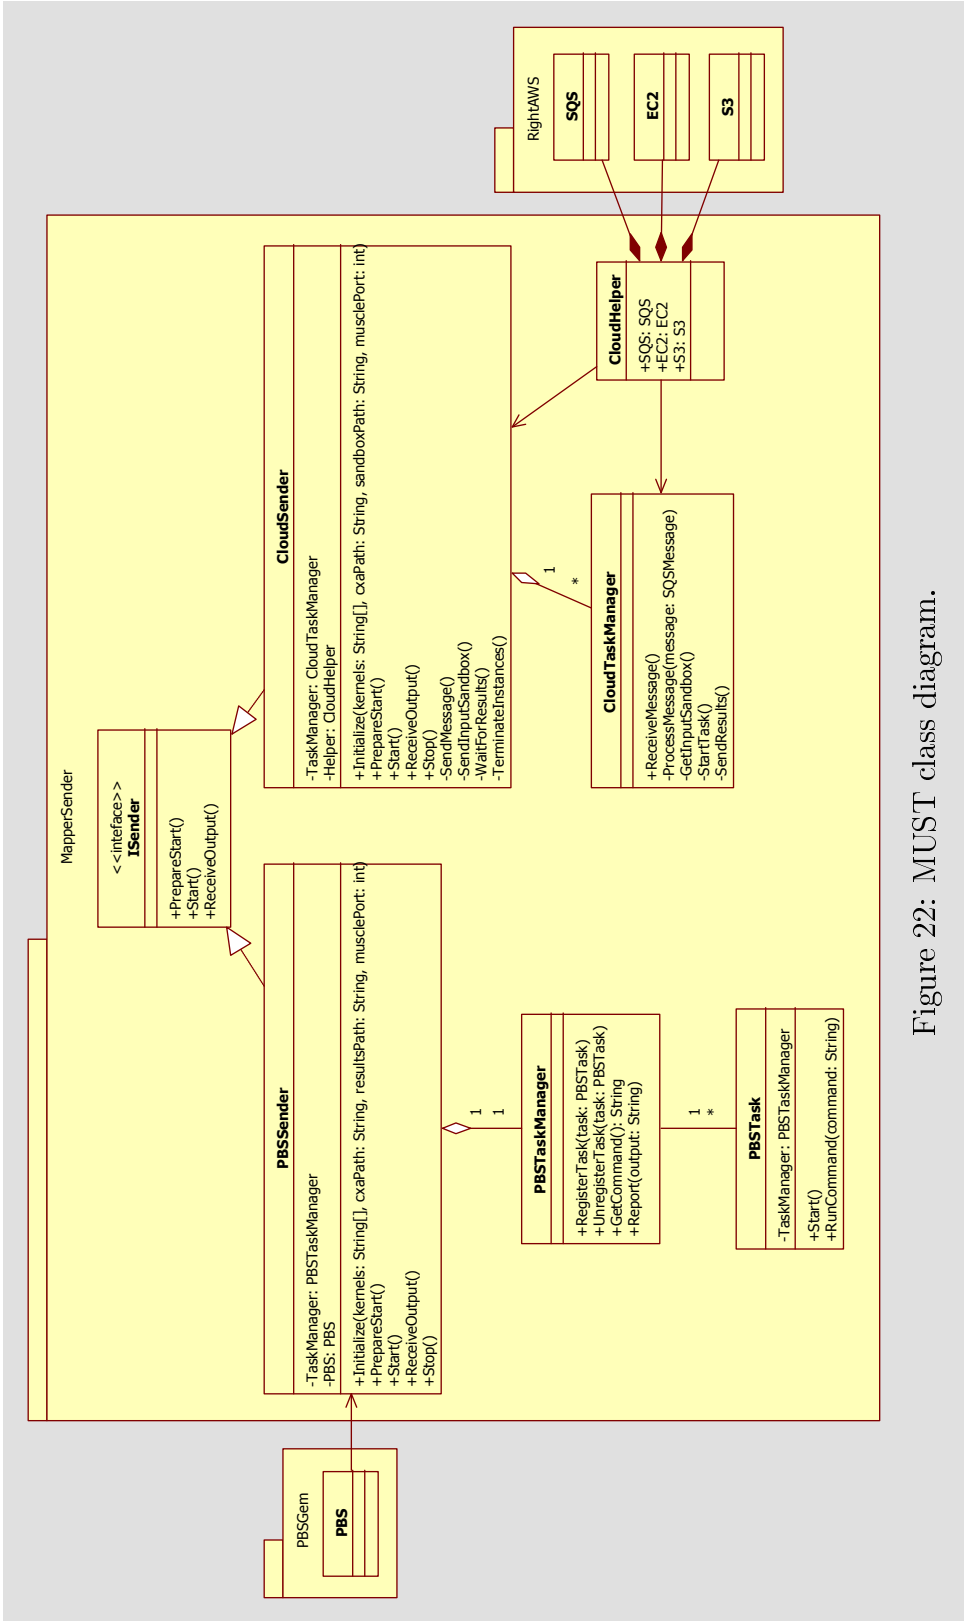 MapperSender
<<inteface>>
ISender
+PrepareStart()
+Start()
+ReceiveOutput()
PBSGem
PBS
PBSSender
-TaskManager: PBSTaskManager
-PBS: PBS
+Initialize(kernels: String[], cxaPath: String, resultsPath: String, musclePort: int)
+PrepareStart()
+Start()
+ReceiveOutput()
+Stop()
1
1
PBSTaskManager
+RegisterTask(task: PBSTask)
+UnregisterTask(task: PBSTask)
+GetCommand(): String
+Report(output: String)
1
*
PBSTask
-TaskManager: PBSTaskManager
+Start()
+RunCommand(command: String)
CloudSender
-TaskManager: CloudTaskManager
-Helper: CloudHelper
+Initialize(kernels: String[], cxaPath: String, sandboxPath: String, musclePort: int)
+PrepareStart()
+Start()
+ReceiveOutput()
+Stop()
-SendMessage()
-SendInputSandbox()
-WaitForResults()
-TerminateInstances()
1
*
CloudTaskManager
+ReceiveMessage()
-ProcessMessage(message: SQSMessage)
-GetInputSandbox()
-StartTask()
-SendResults()
CloudHelper
+SQS: SQS
+EC2: EC2
+S3: S3
RightAWS
SQS
EC2
S3
Figure 22: MUST class diagram.